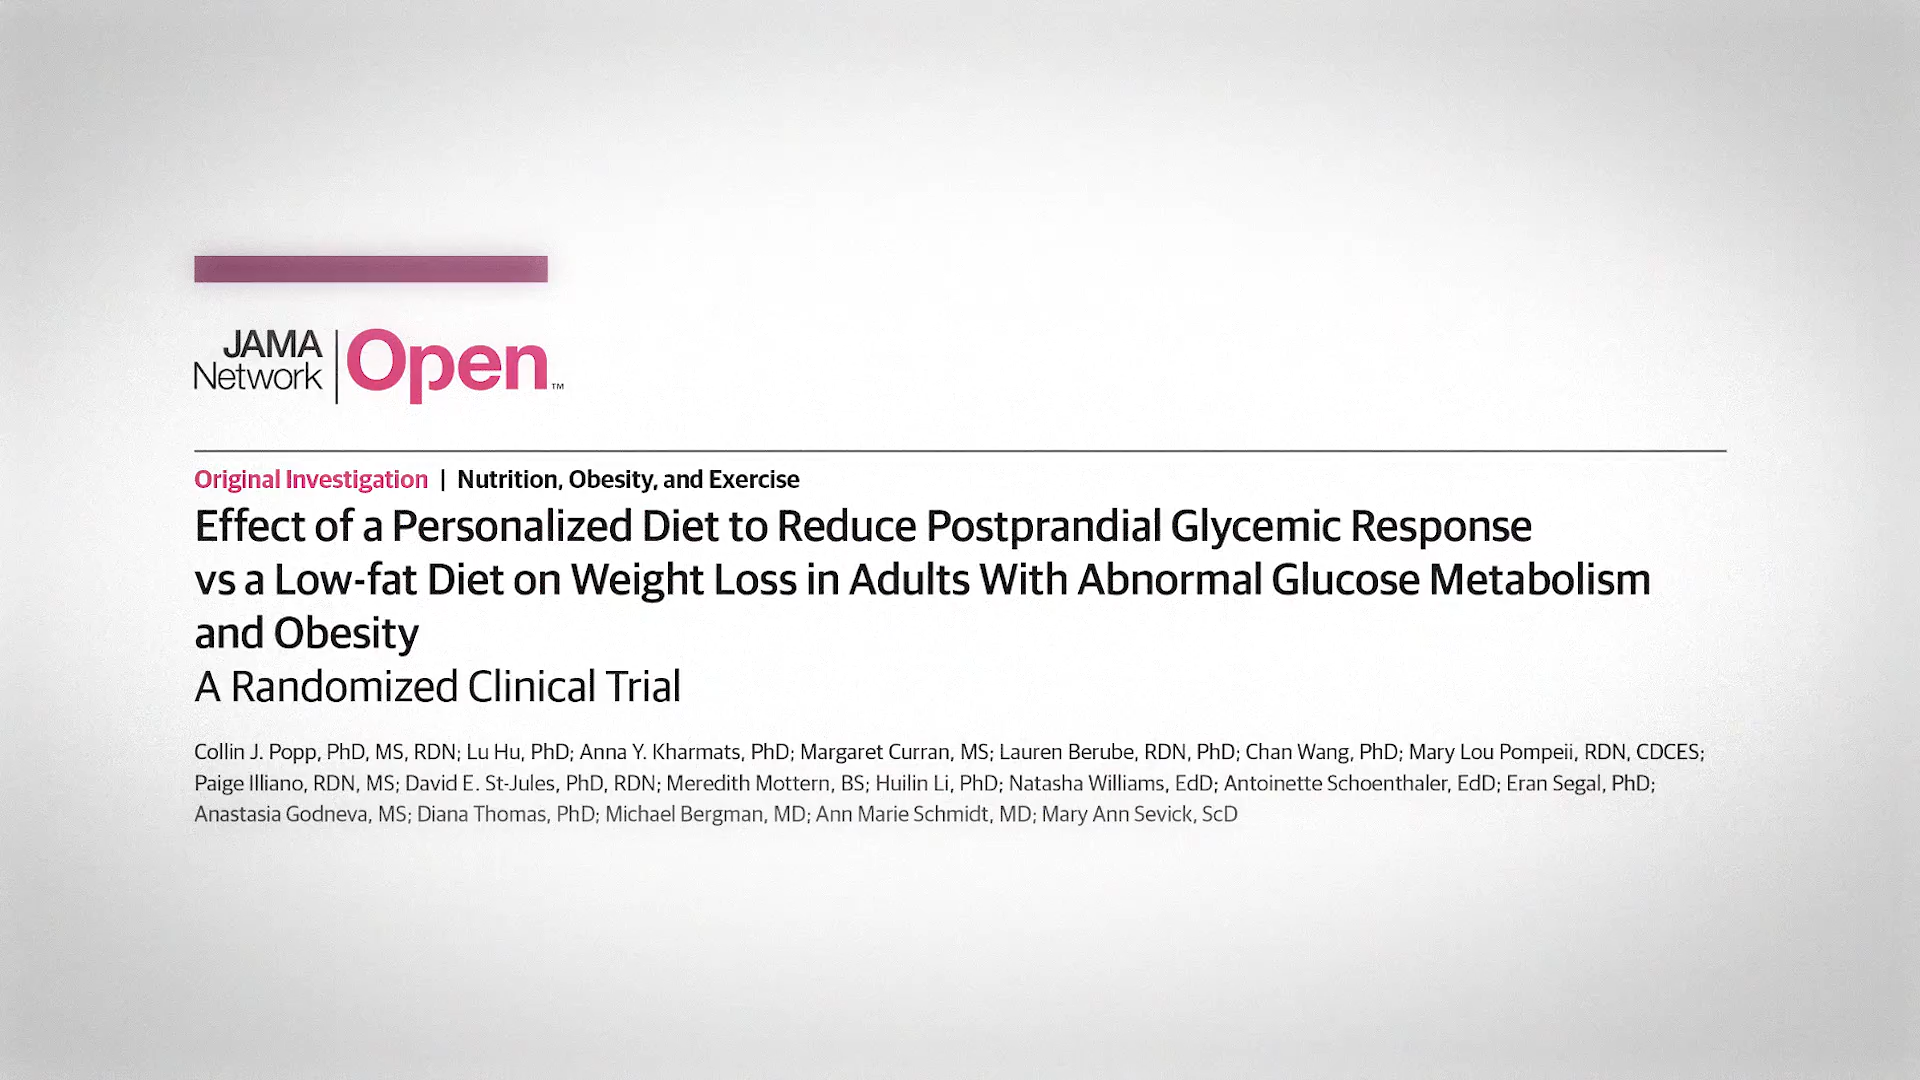 JAMA
Network
Open™
Original Investigation | Nutrition, Obesity, and Exercise
Effect of a Personalized Diet to Reduce Postprandial Glycemic Response
vs a Low-fat Diet on Weight Loss in Adults With Abnormal Glucose Metabolism
and Obesity
A Randomized Clinical Trial
Collin J. Popp, PhD, MS, RDN; Lu Hu, PhD; Anna Y. Kharmats, PhD; Margaret Curran, MS; Lauren Berube, RDN, PhD; Chan Wang, PhD; Mary Lou Pompeii, RDN, CDCES;
Paige Illiano, RDN, MS; David E. St-Jules, PhD, RDN; Meredith Mottern, BS; Huilin Li, PhD; Natasha Williams, EdD; Antoinette Schoenthaler, EdD; Eran Segal, PhD;
Anastasia Godneva, MS; Diana Thomas, PhD; Michael Bergman, MD; Ann Marie Schmidt, MD; Mary Ann Sevick, ScD